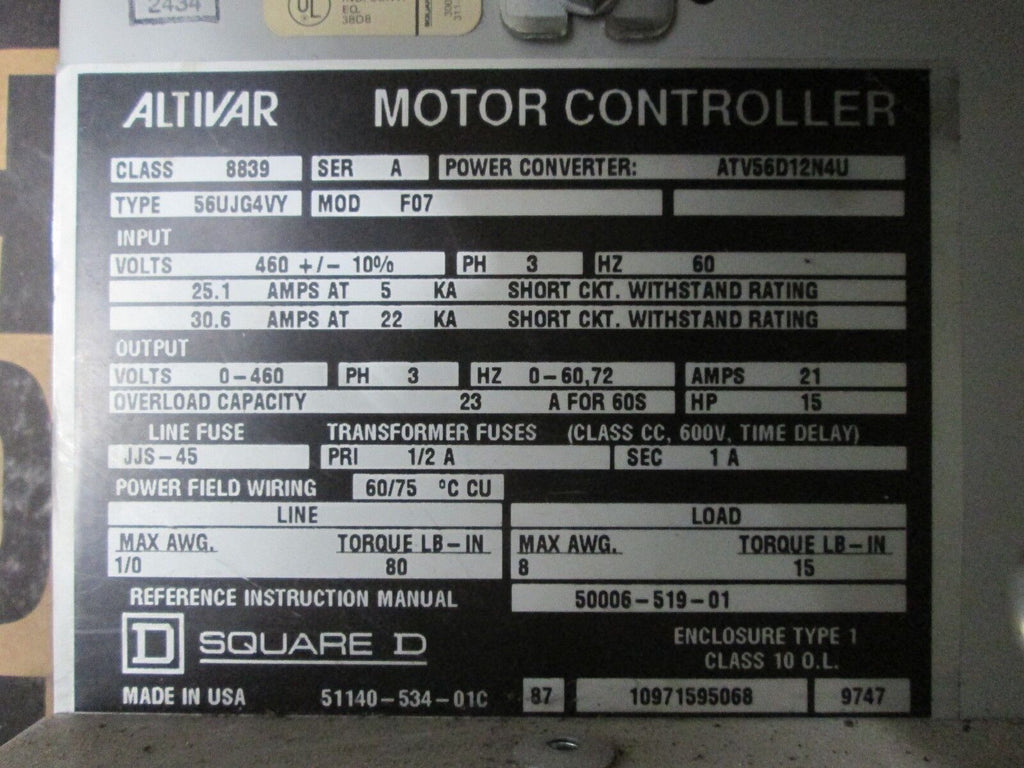 2434
UL
EQ.
38D8
ALTIVAR MOTOR CONTROLLER
CLASS 8839 SER A POWER CONVERTER: ATV56D12N4U
TYPE 56UJG4VY MOD F07
INPUT
VOLTS 460 +/- 10% PH 3 HZ 60
25.1 AMPS AT 5 KA SHORT CKT. WITHSTAND RATING
30.6 AMPS AT 22 KA SHORT CKT. WITHSTAND RATING
OUTPUT
VOLTS 0-460 PH 3 HZ 0-60,72 AMPS 21
OVERLOAD CAPACITY 23 A FOR 60S HP 15
LINE FUSE TRANSFORMER FUSES (CLASS CC, 600V, TIME DELAY)
JJS-45 PRI 1/2 A SEC 1 A
POWER FIELD WIRING 60/75 °C CU
LINE LOAD
MAX AWG. TORQUE LB-IN MAX AWG. TORQUE LB-IN
1/0 80 8 15
REFERENCE INSTRUCTION MANUAL 50006-519-01
D SQUARE D
ENCLOSURE TYPE 1
CLASS 10 O.L.
MADE IN USA 51140-534-01C 87 10971595068 9747